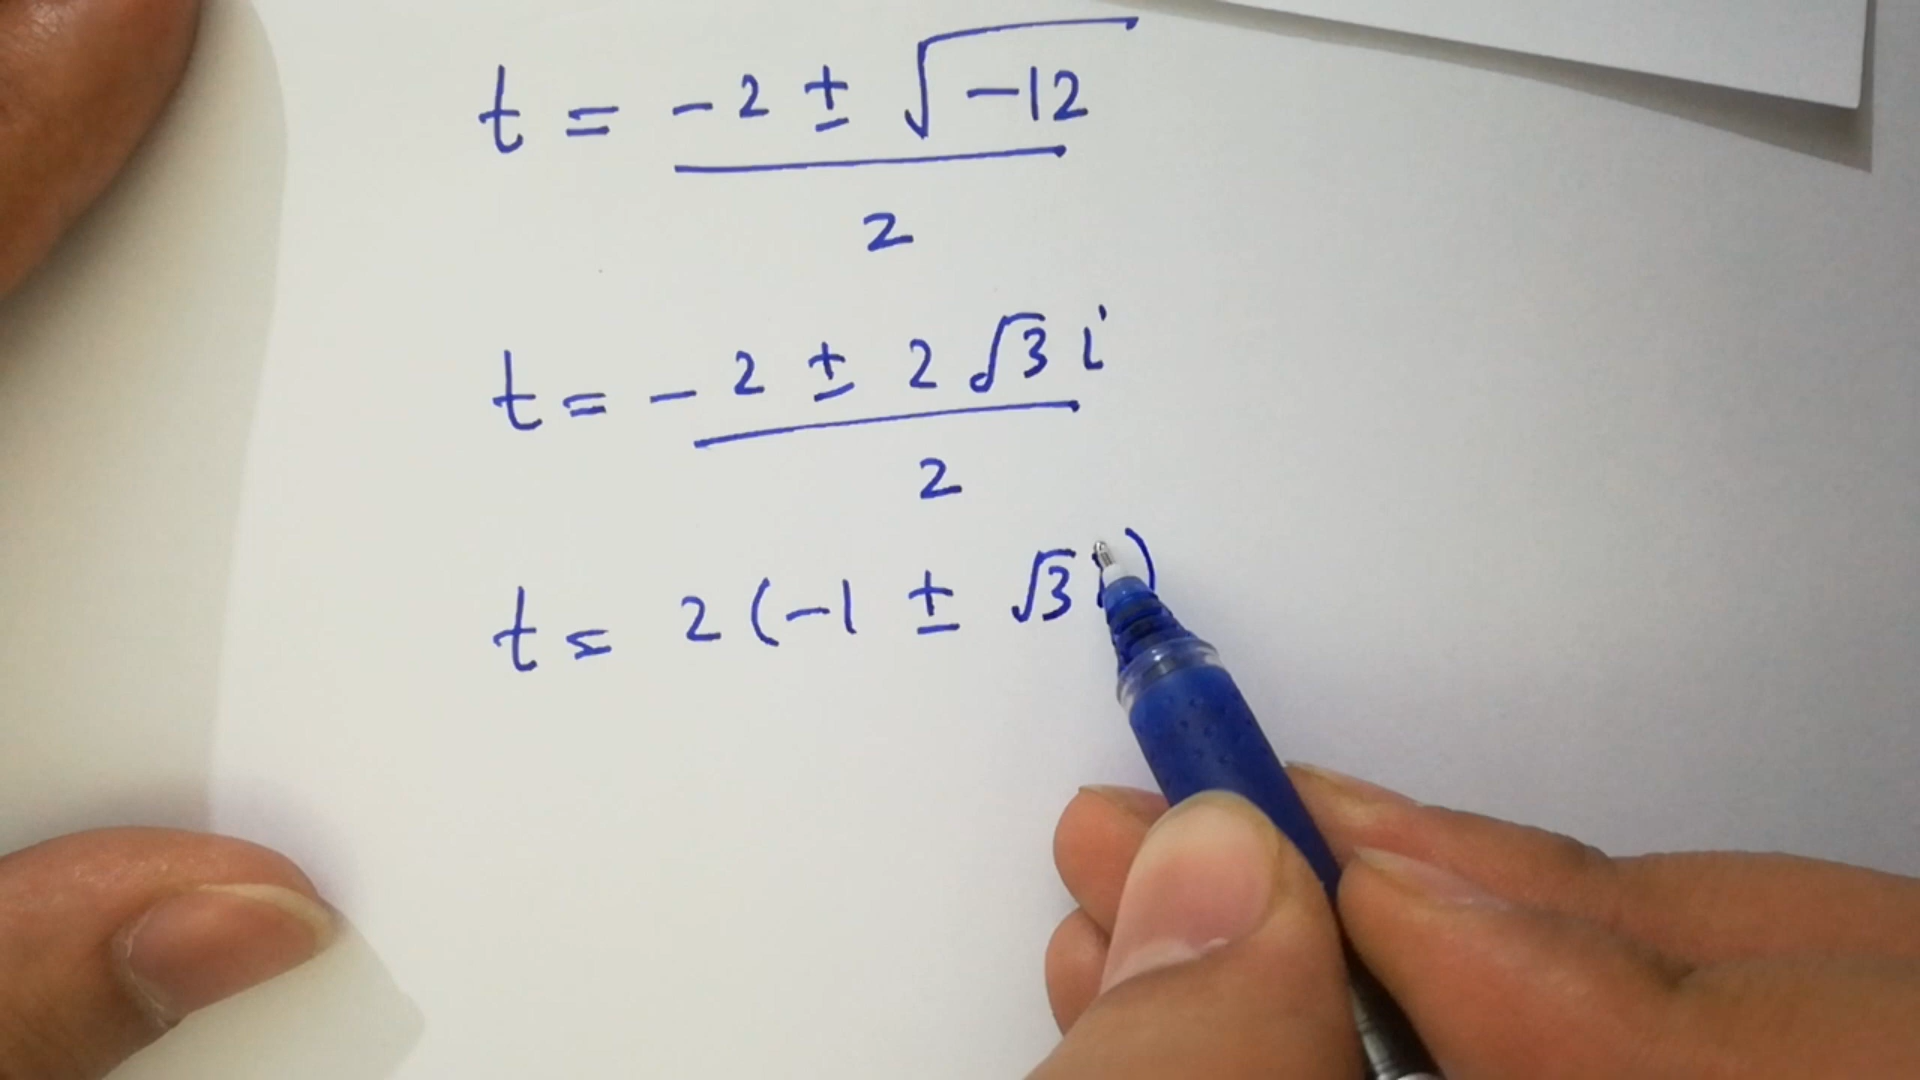 t = -2 ± √-12
2
t = -2 ± 2√3 i
2
t = 2(-1 ± √3 i)